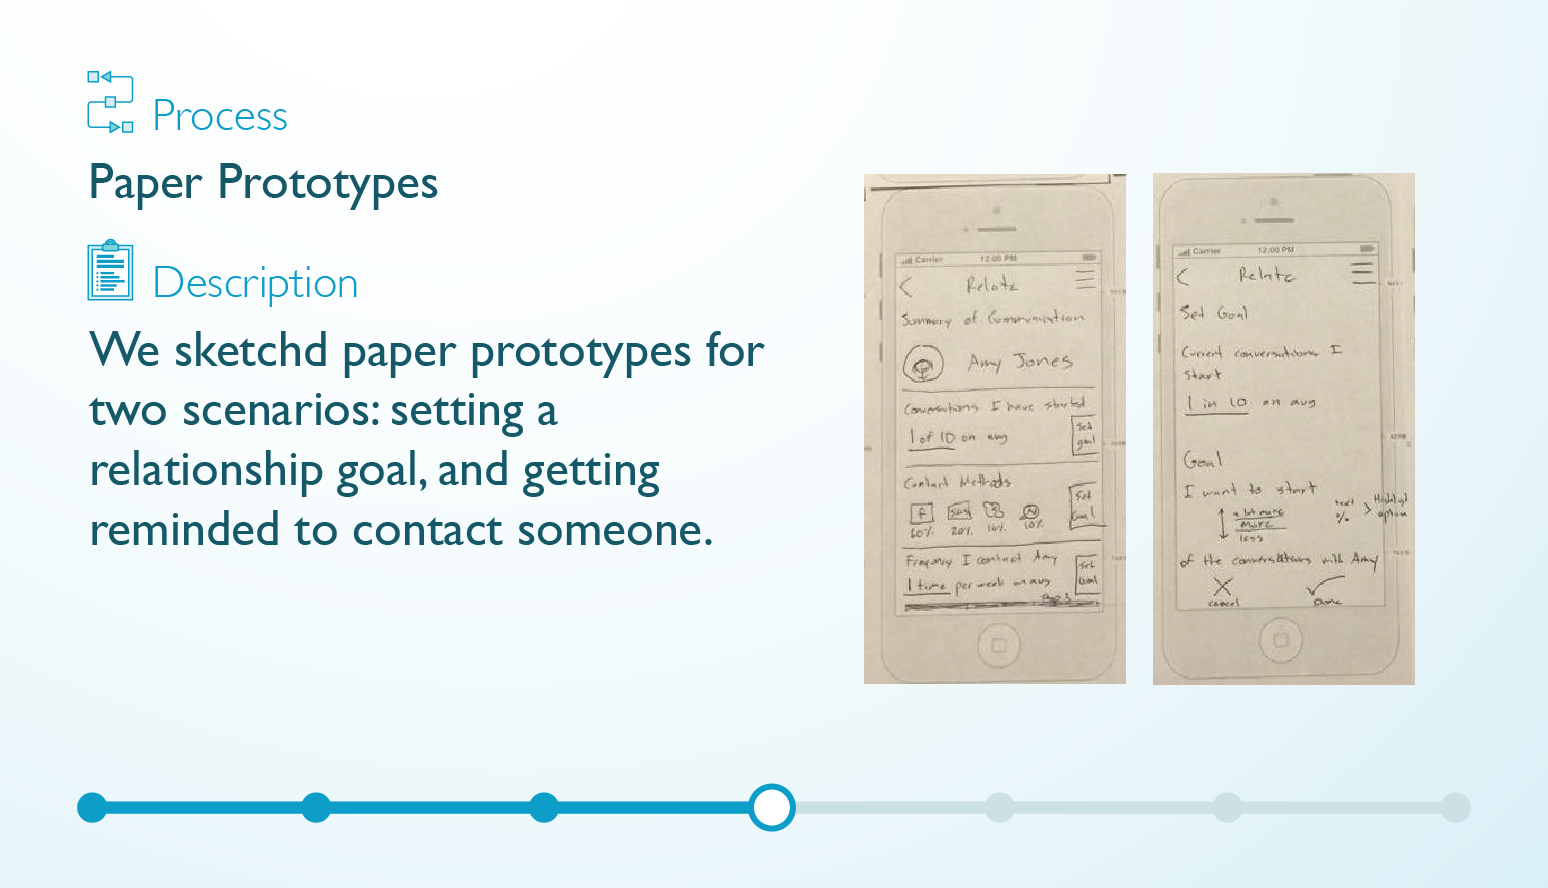 Process
Paper Prototypes
Description
We sketchd paper prototypes for
two scenarios: setting a
relationship goal, and getting
reminded to contact someone.
Carrier 12:00 PM
Relate
Summary of Communication
Amy Jones
Conversations I have started
1 of 10 on avg
Set
goal
Contact Methods
Set
Goal
f SMS
60% 20% 10% 10%
Frequency I contact Amy
1 time per week on avg
Set
Goal
Carrier 12:00 PM
Relate
Set Goal
Current conversations I
start
1 in 10 on avg
Goal
I want to start
a lot more
more
less
text
%
Highlight
option
of the conversations with Amy
cancel Done